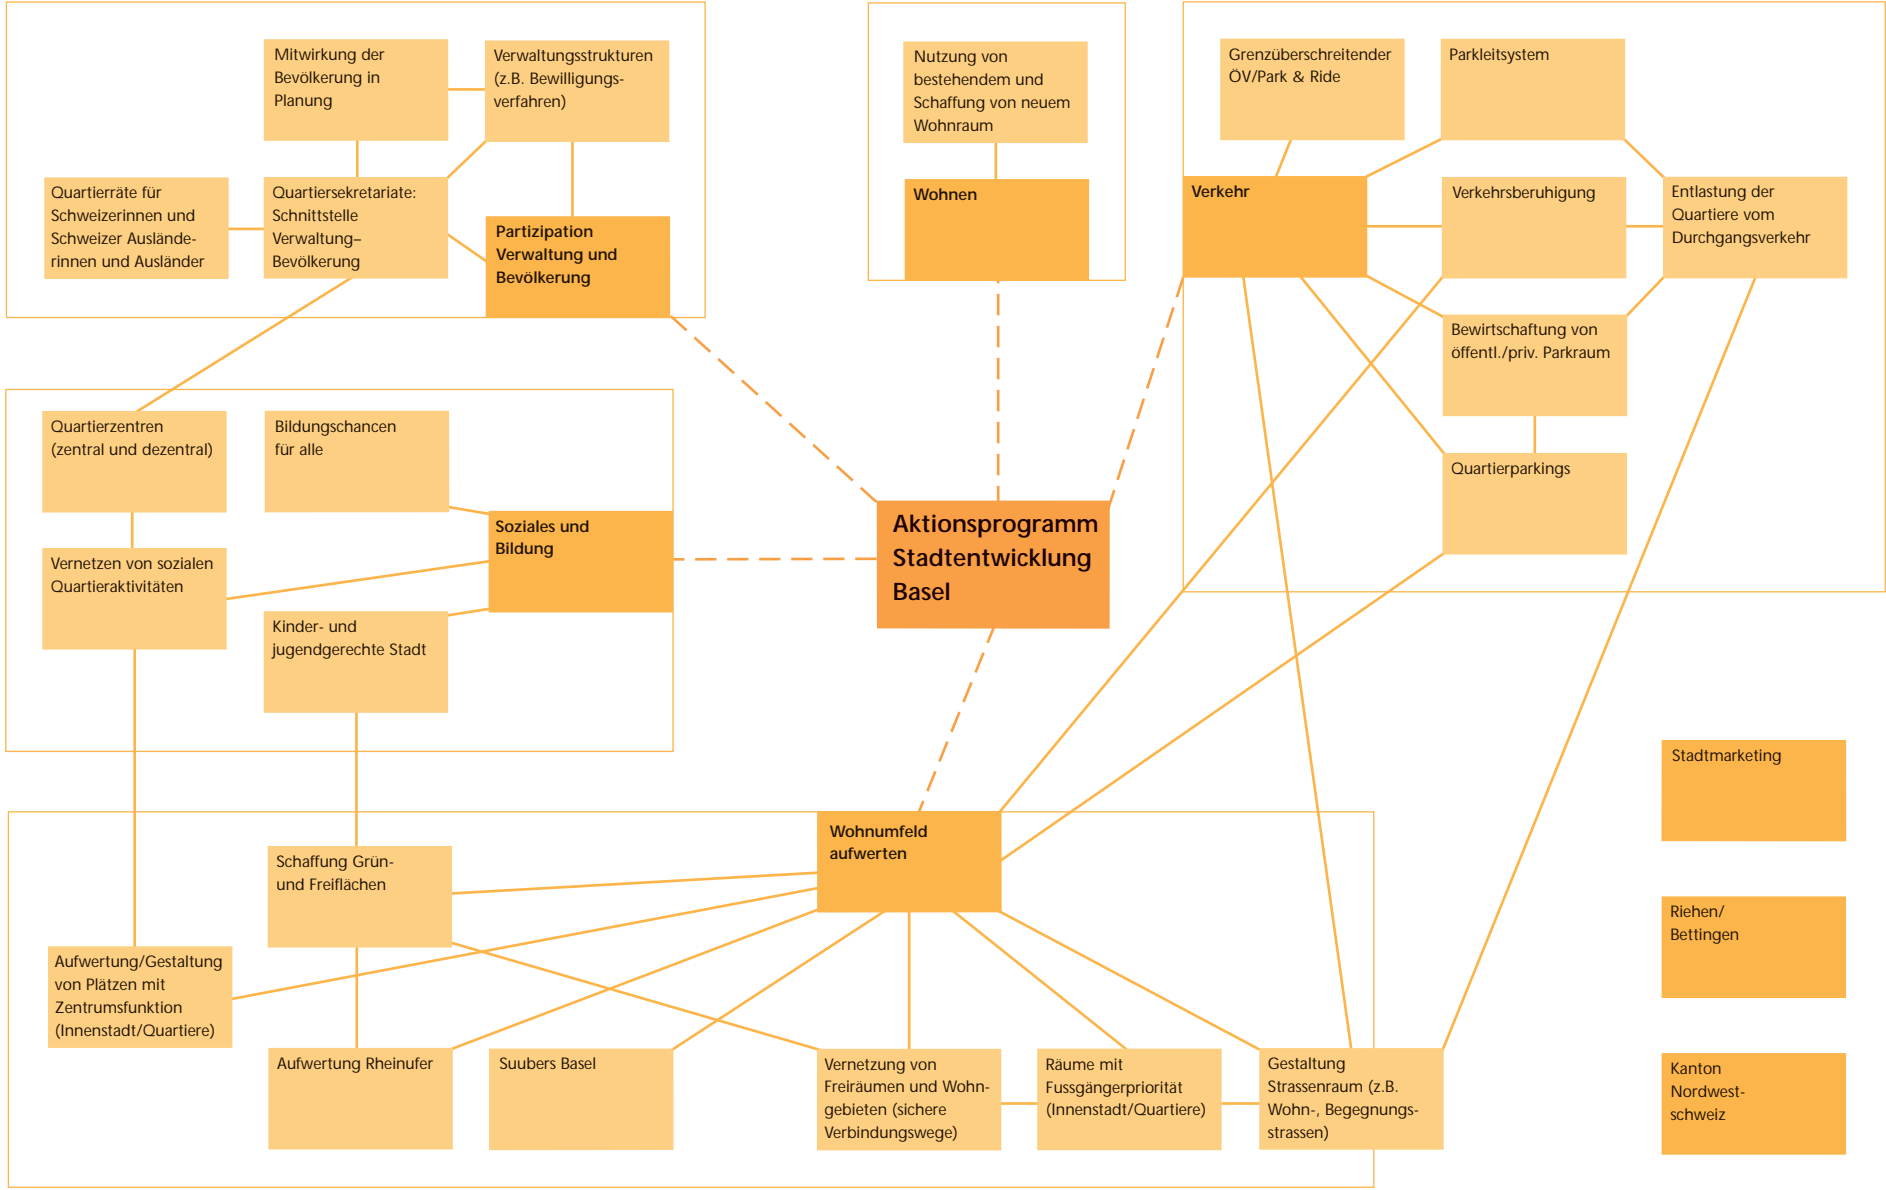 Mitwirkung der
Bevölkerung in
Planung
Verwaltungsstrukturen
(z.B. Bewilligungs-
verfahren)
Quartierräte für
Schweizerinnen und
Schweizer Auslände-
rinnen und Ausländer
Quartiersekretariate:
Schnittstelle
Verwaltung–
Bevölkerung
Partizipation
Verwaltung und
Bevölkerung
Nutzung von
bestehendem und
Schaffung von neuem
Wohnraum
Wohnen
Grenzüberschreitender
ÖV/Park & Ride
Parkleitsystem
Verkehr
Verkehrsberuhigung
Entlastung der
Quartiere vom
Durchgangsverkehr
Bewirtschaftung von
öffentl./priv. Parkraum
Quartierparkings
Quartierzentren
(zentral und dezentral)
Bildungschancen
für alle
Soziales und
Bildung
Vernetzen von sozialen
Quartieraktivitäten
Kinder- und
jugendgerechte Stadt
Aktionsprogramm
Stadtentwicklung
Basel
Wohnumfeld
aufwerten
Schaffung Grün-
und Freiflächen
Aufwertung/Gestaltung
von Plätzen mit
Zentrumsfunktion
(Innenstadt/Quartiere)
Aufwertung Rheinufer
Suubers Basel
Vernetzung von
Freiräumen und Wohn-
gebieten (sichere
Verbindungswege)
Räume mit
Fussgängerpriorität
(Innenstadt/Quartiere)
Gestaltung
Strassenraum (z.B.
Wohn-, Begegnungs-
strassen)
Stadtmarketing
Riehen/
Bettingen
Kanton
Nordwest-
schweiz